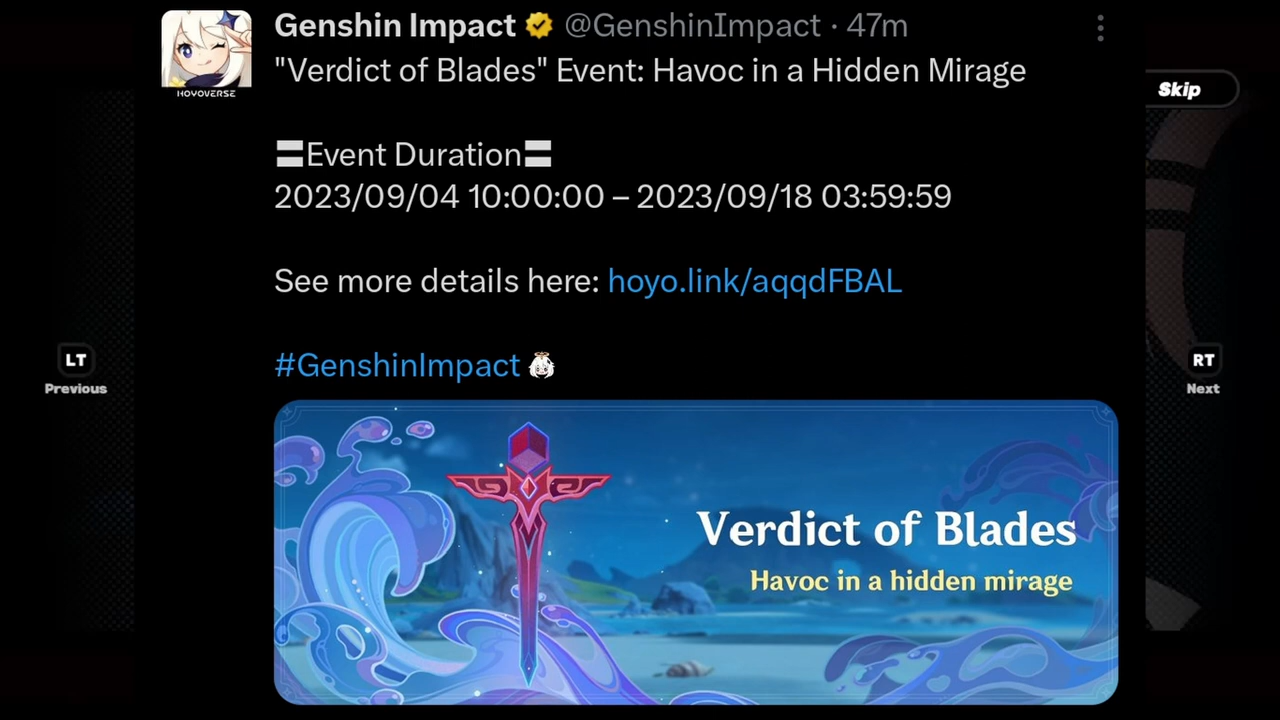 Genshin Impact @GenshinImpact · 47m
HOYOVERSE
"Verdict of Blades" Event: Havoc in a Hidden Mirage
Skip
〓Event Duration〓
2023/09/04 10:00:00 – 2023/09/18 03:59:59
See more details here: hoyo.link/aqqdFBAL
LT
Previous
RT
Next
#GenshinImpact
Verdict of Blades
Havoc in a hidden mirage